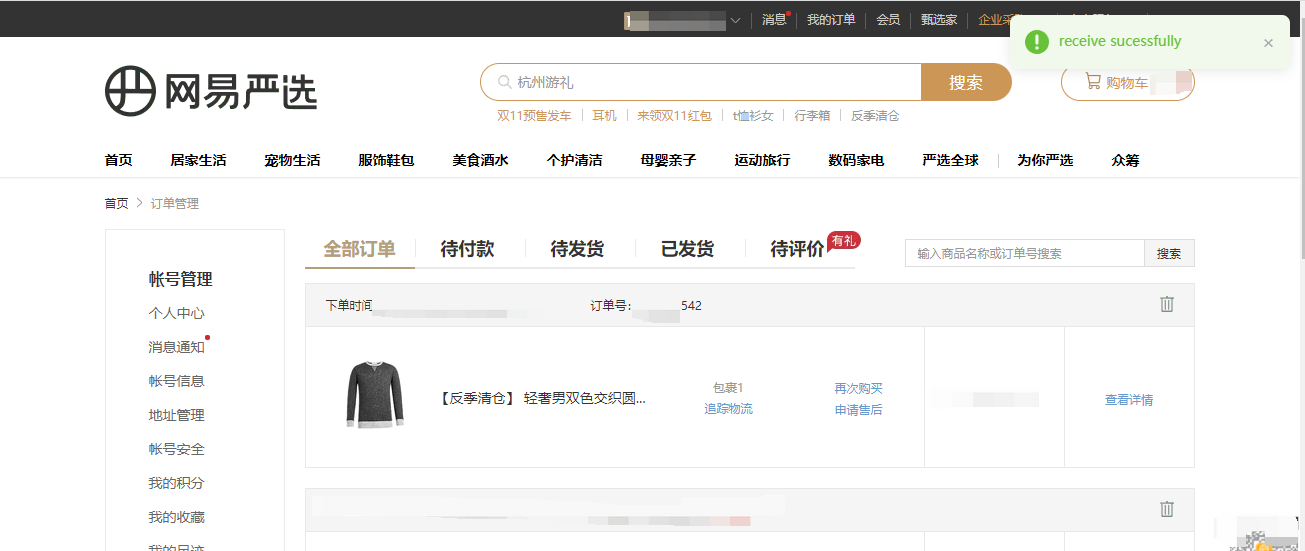 消息
我的订单
会员
甄选家
receive sucessfully
网易严选
杭州游礼
搜索
购物车
双11预售发车
耳机
来领双11红包
t恤衫女
行李箱
反季清仓
首页
居家生活
宠物生活
服饰鞋包
美食酒水
个护清洁
母婴亲子
运动旅行
数码家电
严选全球
为你严选
众筹
首页 > 订单管理
帐号管理
个人中心
消息通知
帐号信息
地址管理
帐号安全
我的积分
我的收藏
我的足迹
全部订单
待付款
待发货
已发货
待评价
有礼
输入商品名称或订单号搜索
搜索
下单时间
订单号:
542
【反季清仓】 轻奢男双色交织圆...
包裹1
追踪物流
再次购买
申请售后
查看详情